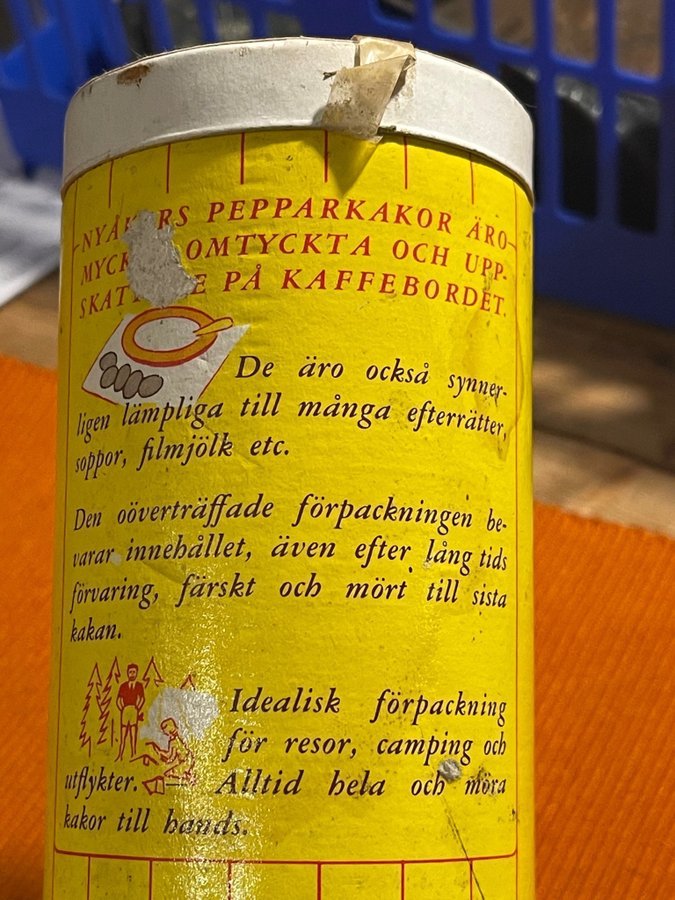 PEPPARKAKOR ÄRO
OMTYCKTA OCH UPP-
PÅ KAFFEBORDET.
De äro också synner-
ligen lämpliga till många efterrätter,
soppor, filmjölk etc.
Den oöverträffade förpackningen be-
varar innehållet, även efter lång tids
förvaring, färskt och mört till sista
kakan.
Idealisk förpackning
för resor, camping och
utflykter. Alltid hela och möra
kakor till hands.